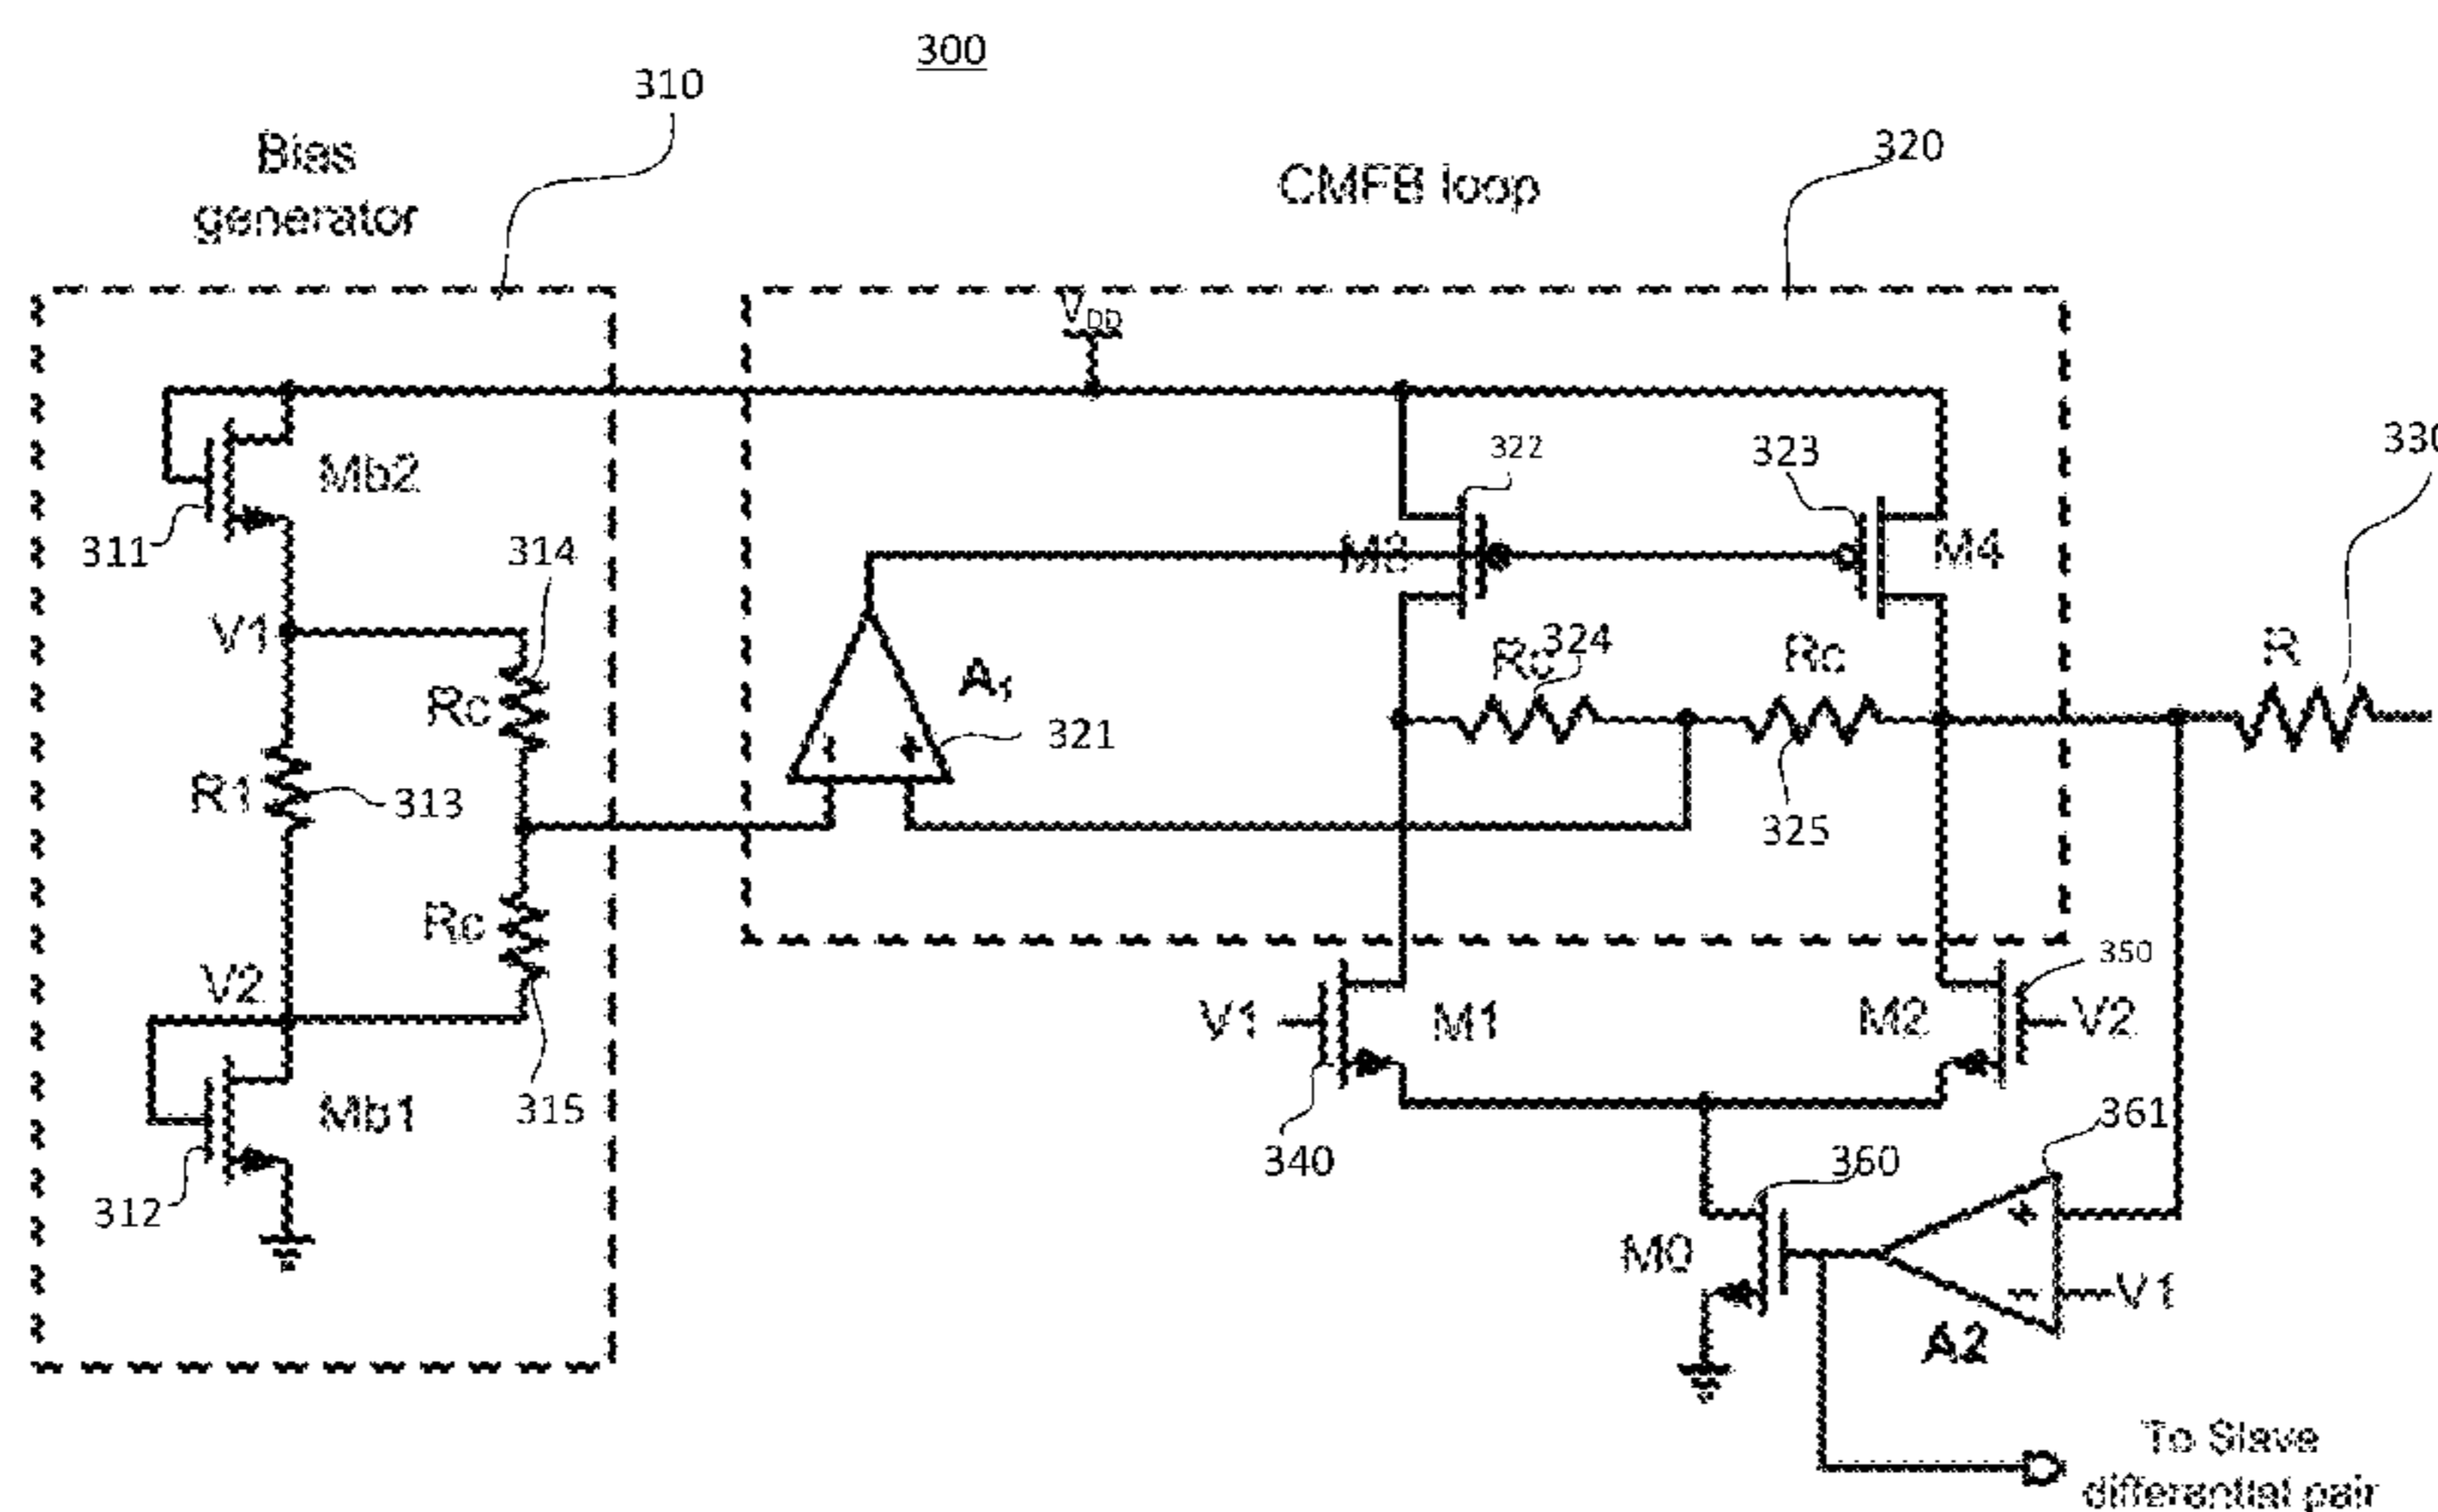 300
310
Bias
generator
CMFB loop
320
VDD
330
Mb2
311
314
V1
Rc
R1
313
Rc
V2
Mb1
315
312
322
323
M3
M4
A1
321
Rc
324
Rc
325
R
- +
V1
M1
340
M2
350
V2
360
361
M0
+
-
V1
A2
To Slave
differential pair